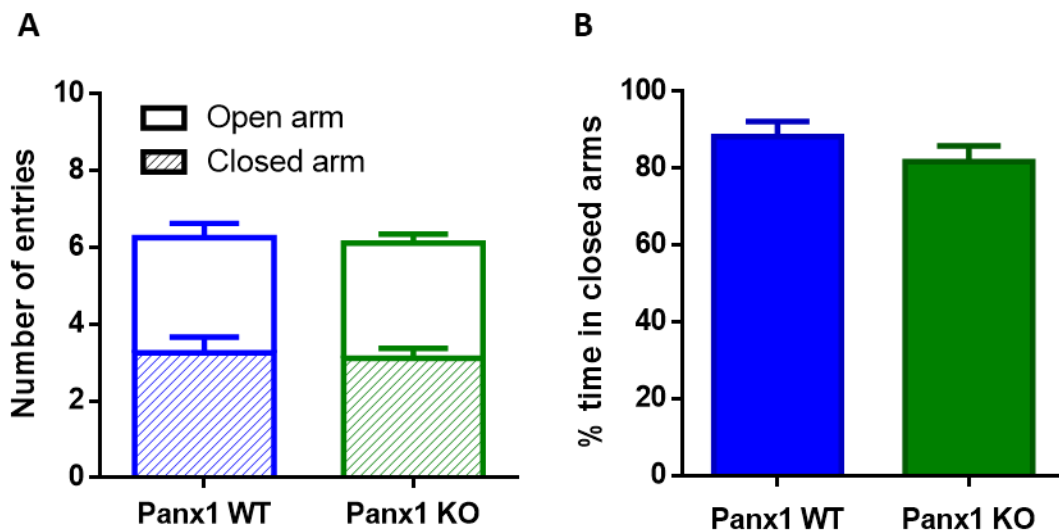 A
Number of entries
10
8
6
4
2
0
Open arm
Closed arm
Panx1 WT
Panx1 KO
B
% time in closed arms
100
80
60
40
20
0
Panx1 WT
Panx1 KO